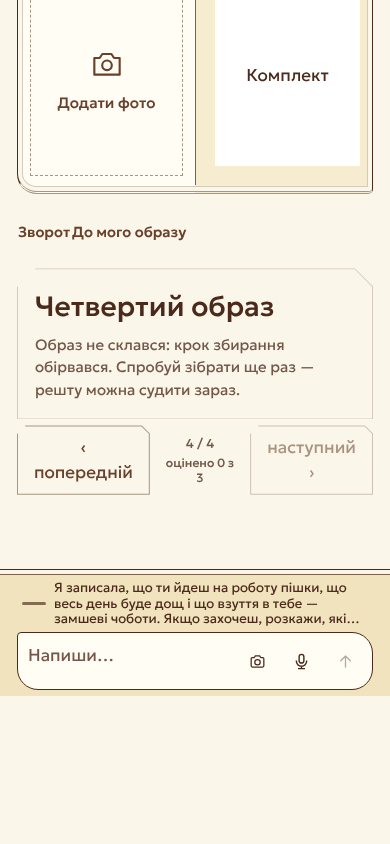 Додати фото
Комплект
Зворот До мого образу
Четвертий образ
Образ не склався: крок збирання
обірвався. Спробуй зібрати ще раз —
решту можна судити зараз.
‹
попередній
4 / 4
оцінено 0 з
3
наступний
›
Я записала, що ти йдеш на роботу пішки, що
весь день буде дощ і що взуття в тебе —
замшеві чоботи. Якщо захочеш, розкажи, які…
Напиши…